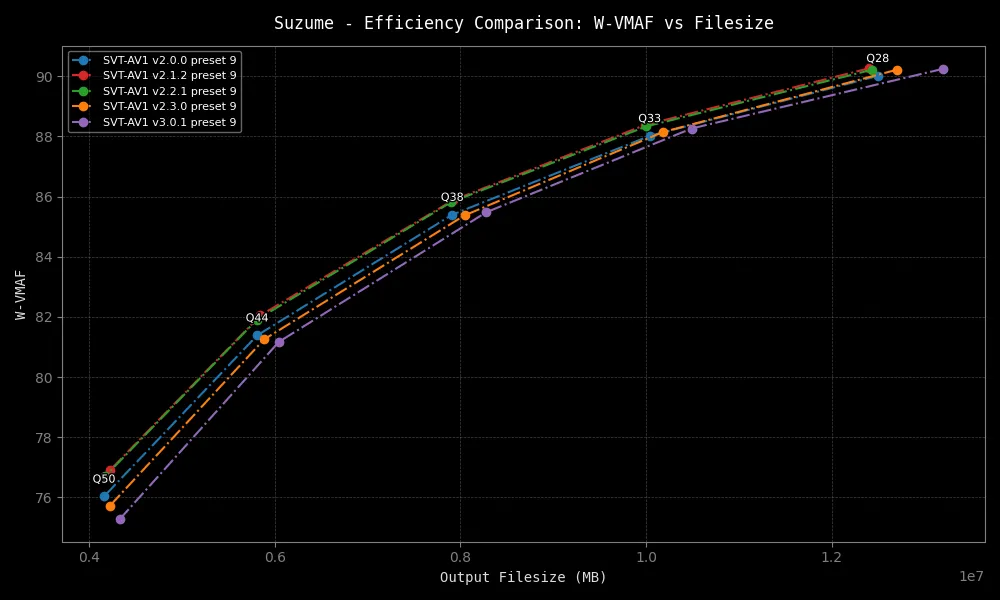 Suzume - Efficiency Comparison: W-VMAF vs Filesize
SVT-AV1 v2.0.0 preset 9
SVT-AV1 v2.1.2 preset 9
SVT-AV1 v2.2.1 preset 9
SVT-AV1 v2.3.0 preset 9
SVT-AV1 v3.0.1 preset 9
Q28
Q33
Q38
Q44
Q50
W-VMAF
90
88
86
84
82
80
78
76
0.4 0.6 0.8 1.0 1.2
1e7
Output Filesize (MB)